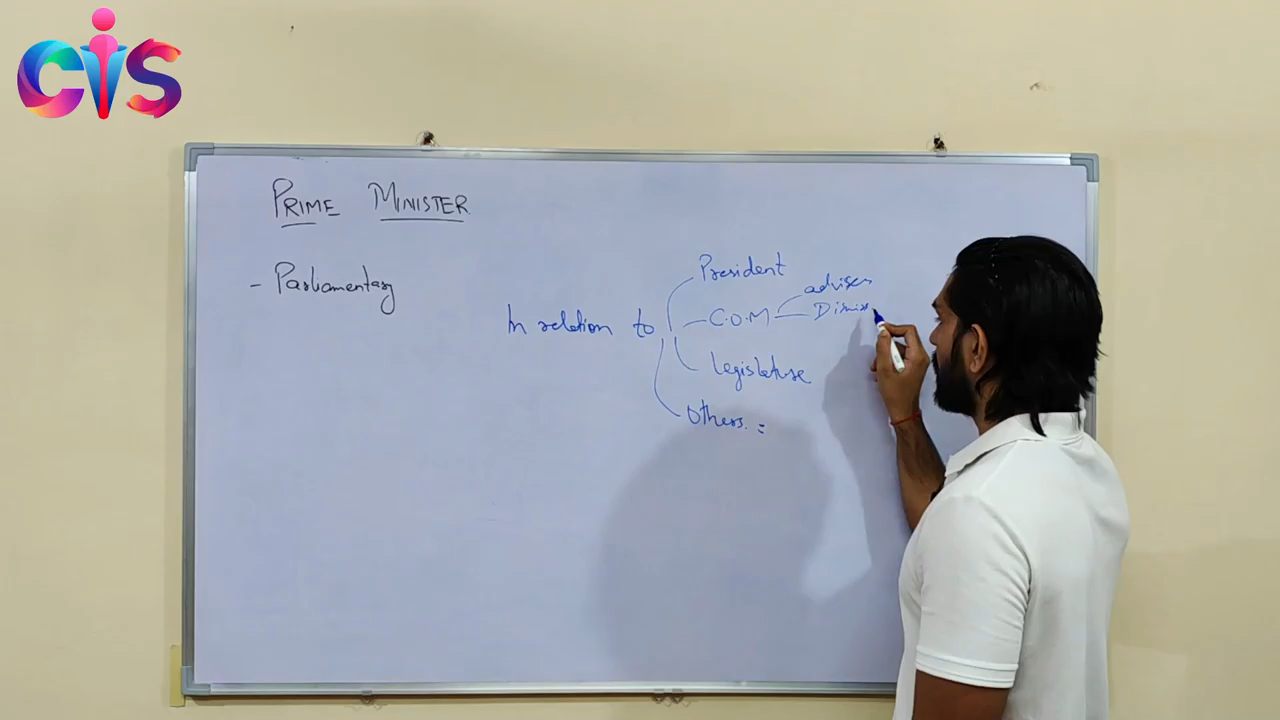 CIS
PRIME MINISTER
- Parliamentary
In relation to
President
C.O.M
advises
Dismiss
legislature
Others. =